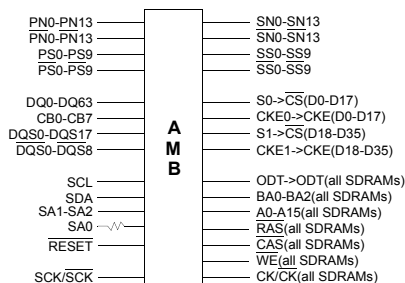 PN0-PN13
PN0-PN13
PS0-PS9
PS0-PS9
DQ0-DQ63
CB0-CB7
DQS0-DQS17
DQS0-DQS8
SCL
SDA
SA1-SA2
SA0
RESET
SCK/SCK
A
M
B
SN0-SN13
SN0-SN13
SS0-SS9
SS0-SS9
S0->CS(D0-D17)
CKE0->CKE(D0-D17)
S1->CS(D18-D35)
CKE1->CKE(D18-D35)
ODT->ODT(all SDRAMs)
BA0-BA2(all SDRAMs)
A0-A15(all SDRAMs)
RAS(all SDRAMs)
CAS(all SDRAMs)
WE(all SDRAMs)
CK/CK(all SDRAMs)